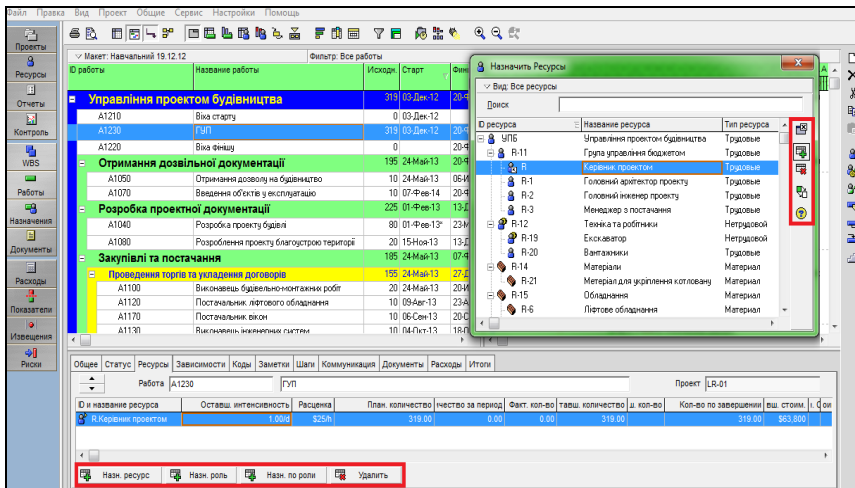 Файл Правка Вид Проект Общие Сервис Настройки Помощь
Проекты
Ресурсы
Отчеты
Контроль
WBS
Работы
Назначения
Документы
Расходы
Показатели
Извещения
Риски
Макет: Навчальний 19.12.12 Фильтр: Все работы
ID работы Название работы Исходн. Старт
Управління проектом будівництва 319 03-Дек-12
A1210 Віха старту 0 03-Дек-12
A1230 ГУП 319 03-Дек-12
A1220 Віха фінішу 0
Отримання дозвільної документації 195 24-Май-13
A1050 Отримання дозволу на будівництво 10 24-Май-13
A1070 Введення об'єктів у експлуатацію 10 07-Фев-14
Розробка проектної документації 225 01-Фев-13
A1040 Розробка проекту будівлі 80 01-Фев-13*
A1080 Розроблення проекту благоустрою території 20 15-Ноя-13
Закупівлі та постачання 185 24-Май-13
Проведення торгів та укладення договорів 155 24-Май-13
A1100 Виконавець будівельно-монтажних робіт 20 24-Май-13
A1120 Постачальник ліфтового обладнання 10 09-Авг-13
A1170 Постачальник вікон 10 06-Сен-13
A1130 Виконавець інженерних систем 10 04-Окт-13
Назначить Ресурсы
Вид: Все ресурсы
Поиск
ID ресурса Название ресурса Тип ресурса
УПБ Управління проектом будівництва Трудовые
R-11 Група управління бюджетом Трудовые
R Керівник проектом Трудовые
R-1 Головний архітектор проекту Трудовые
R-2 Головний інженер проекту Трудовые
R-3 Менеджер з постачання Трудовые
R-12 Техніка та робітники Нетрудовой
R-19 Екскаватор Нетрудовой
R-20 Вантажники Трудовые
R-14 Матеріали Материал
R-21 Метеріал для укріплення котловану Материал
R-15 Обладнання Материал
R-6 Ліфтове обладнання Материал
Общее Статус Ресурсы Зависимости Коды Заметки Шаги Коммуникация Документы Расходы Итоги
Работа A1230 ГУП Проект LR-01
ID и название ресурса Оставш. интенсивность Расценка План. количество чество за период Факт. кол-во тавш. количество д. кол-во Кол-во по завершении вш. стоим.
R.Керівник проектом 1.00/d $25/h 319.00 0.00 0.00 319.00 319.00 $63,800
Назн. ресурс Назн. роль Назн. по роли Удалить